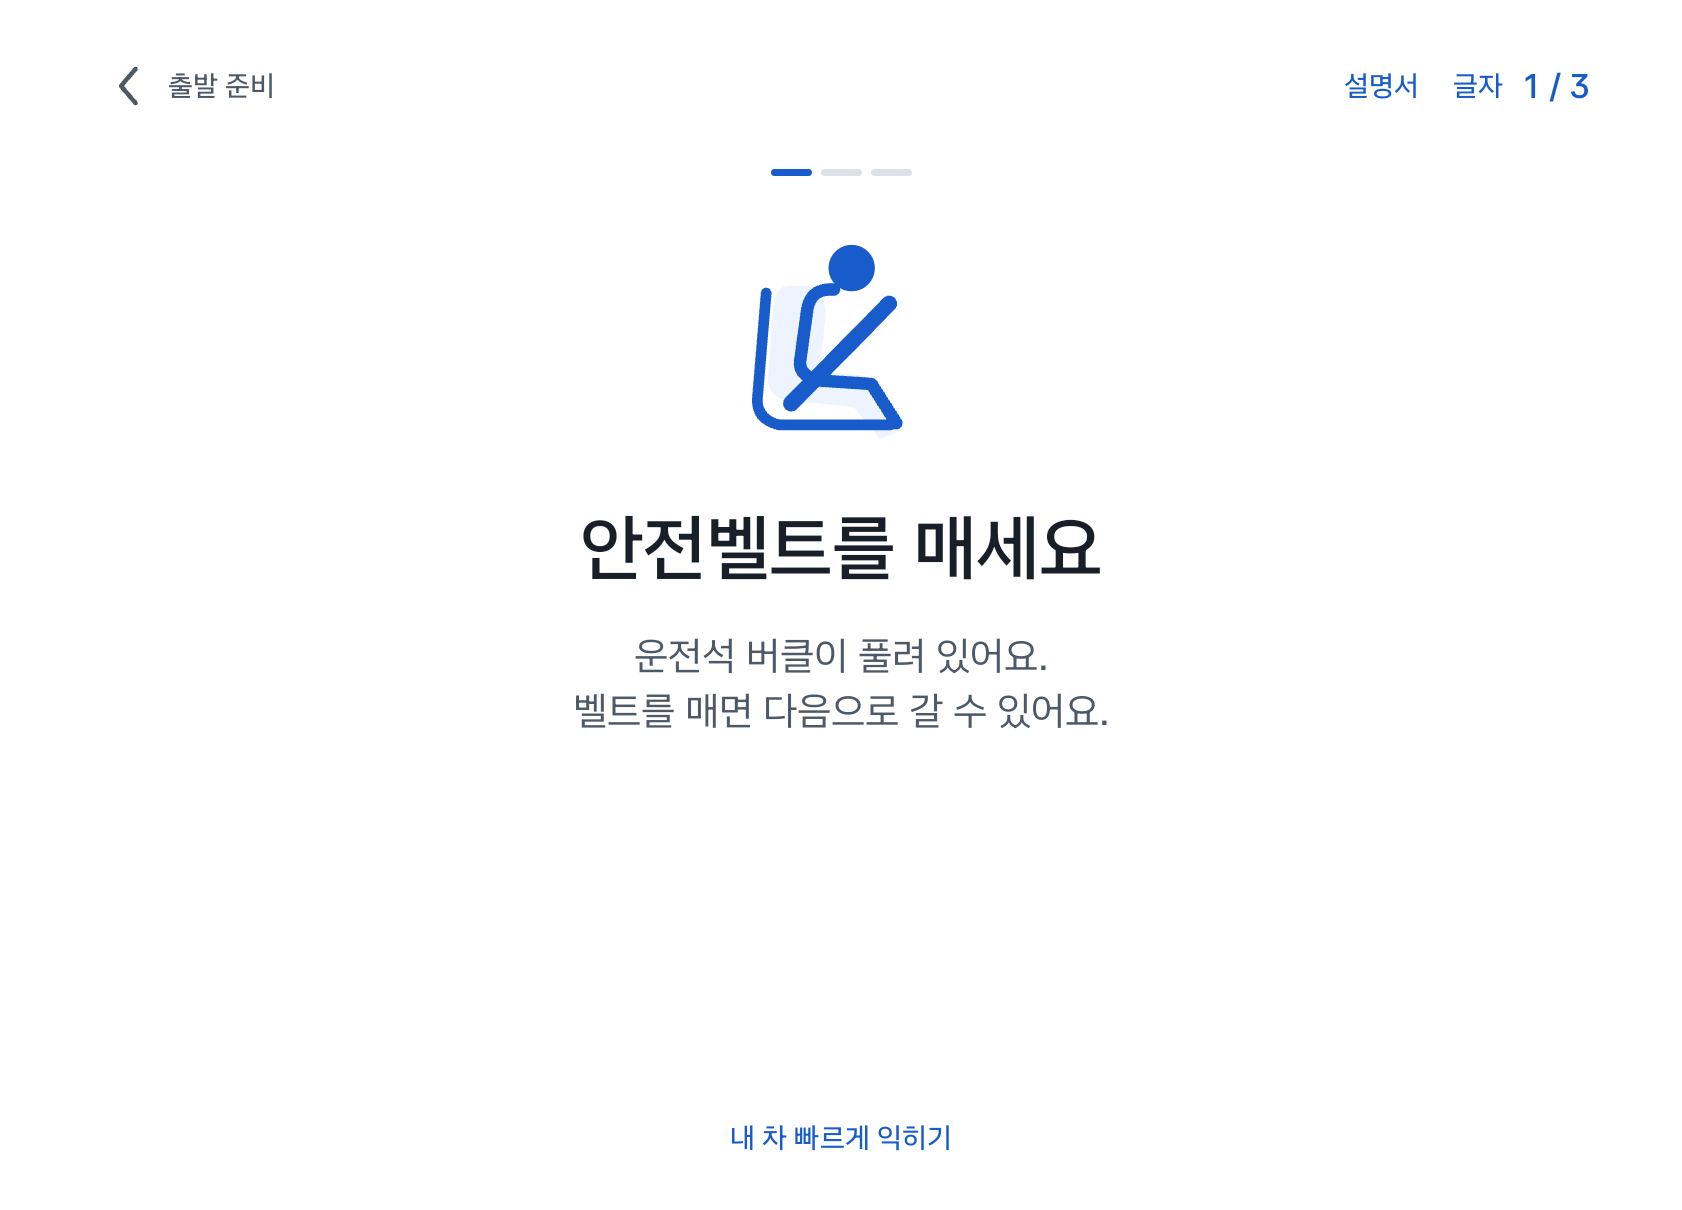 출발 준비
설명서 글자 1 / 3
안전벨트를 매세요
운전석 버클이 풀려 있어요.
벨트를 매면 다음으로 갈 수 있어요.
내 차 빠르게 익히기